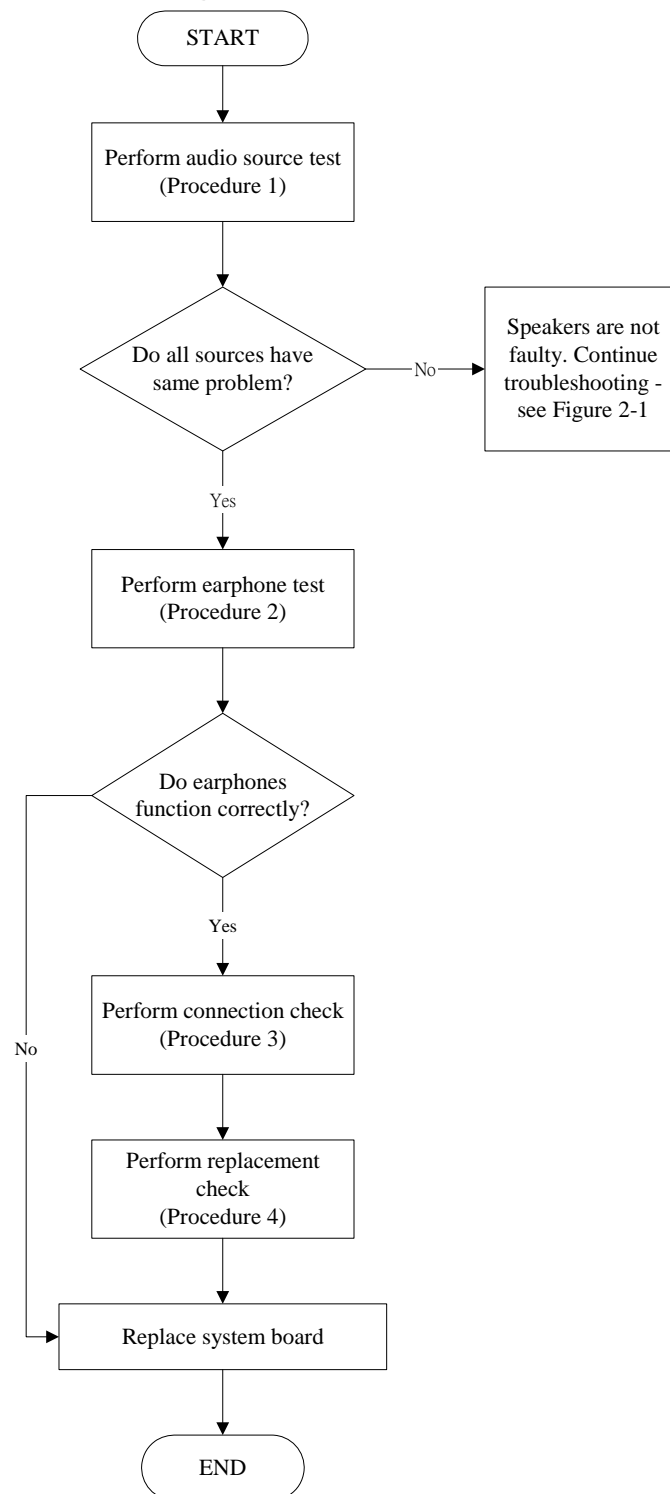 START
Perform audio source test
(Procedure 1)
Do all sources have
same problem?
No
Speakers are not
faulty. Continue
troubleshooting -
see Figure 2-1
Yes
Perform earphone test
(Procedure 2)
Do earphones
function correctly?
Yes
Perform connection check
(Procedure 3)
No
Perform replacement
check
(Procedure 4)
Replace system board
END